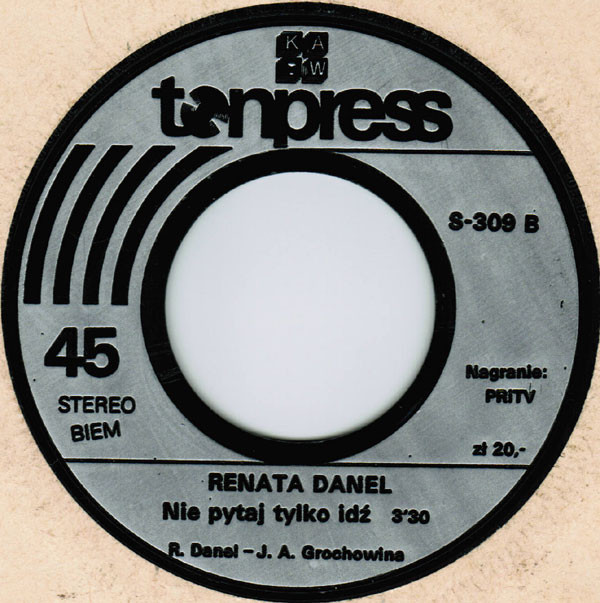 KAW
tonpress
S-309 B
45
STEREO
BIEM
Nagranie:
PRiTV
zł 20,-
RENATA DANEL
Nie pytaj tylko idź 3'30
R. Danel – J. A. Grochowina